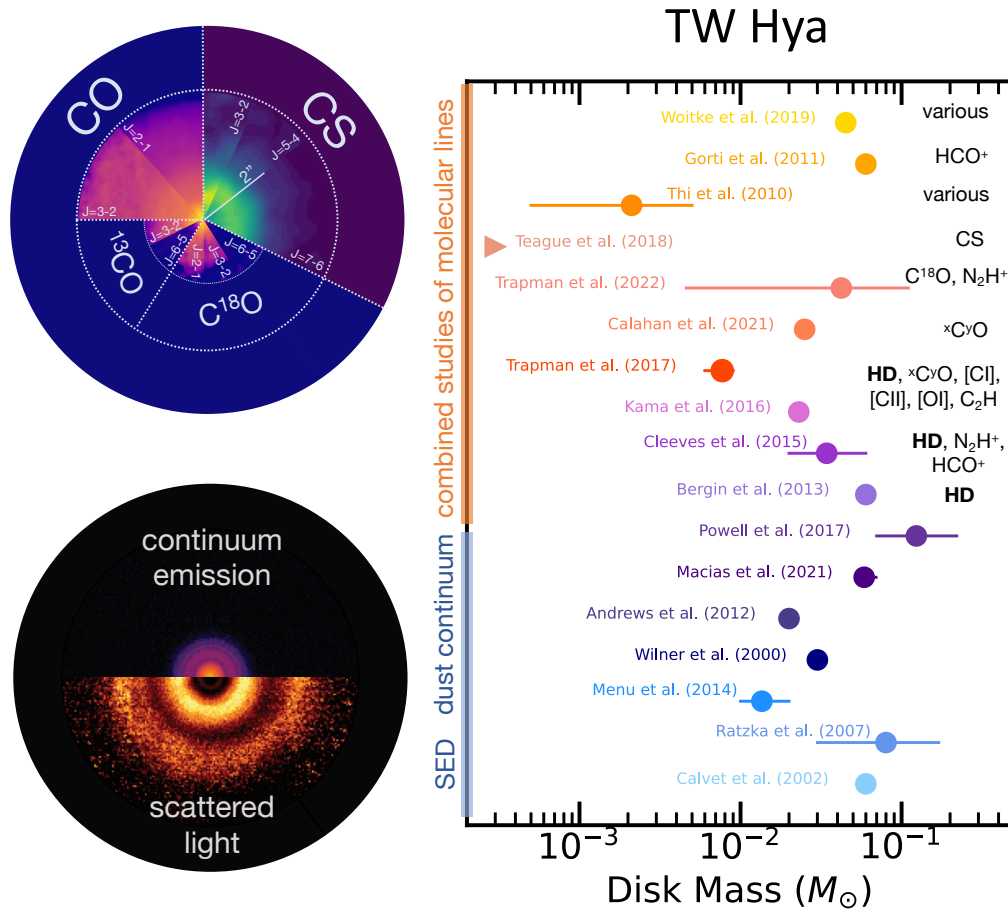 TW Hya
CO
CS
J=2-1
J=3-2
J=5-4
2”
J=3-2
J=3-2
J=6-5
J=2-1
J=3-2
J=6-5
J=7-6
¹³CO
C¹⁸O
continuum
emission
scattered
light
combined studies of molecular lines
dust continuum
SED
Woitke et al. (2019)
various
Gorti et al. (2011)
HCO⁺
Thi et al. (2010)
various
Teague et al. (2018)
CS
Trapman et al. (2022)
C¹⁸O, N₂H⁺
Calahan et al. (2021)
ˣCʸO
Trapman et al. (2017)
HD, ˣCʸO, [CI],
[CII], [OI], C₂H
Kama et al. (2016)
Cleeves et al. (2015)
HD, N₂H⁺,
HCO⁺
Bergin et al. (2013)
HD
Powell et al. (2017)
Macias et al. (2021)
Andrews et al. (2012)
Wilner et al. (2000)
Menu et al. (2014)
Ratzka et al. (2007)
Calvet et al. (2002)
10⁻³
10⁻²
10⁻¹
Disk Mass (M☉)